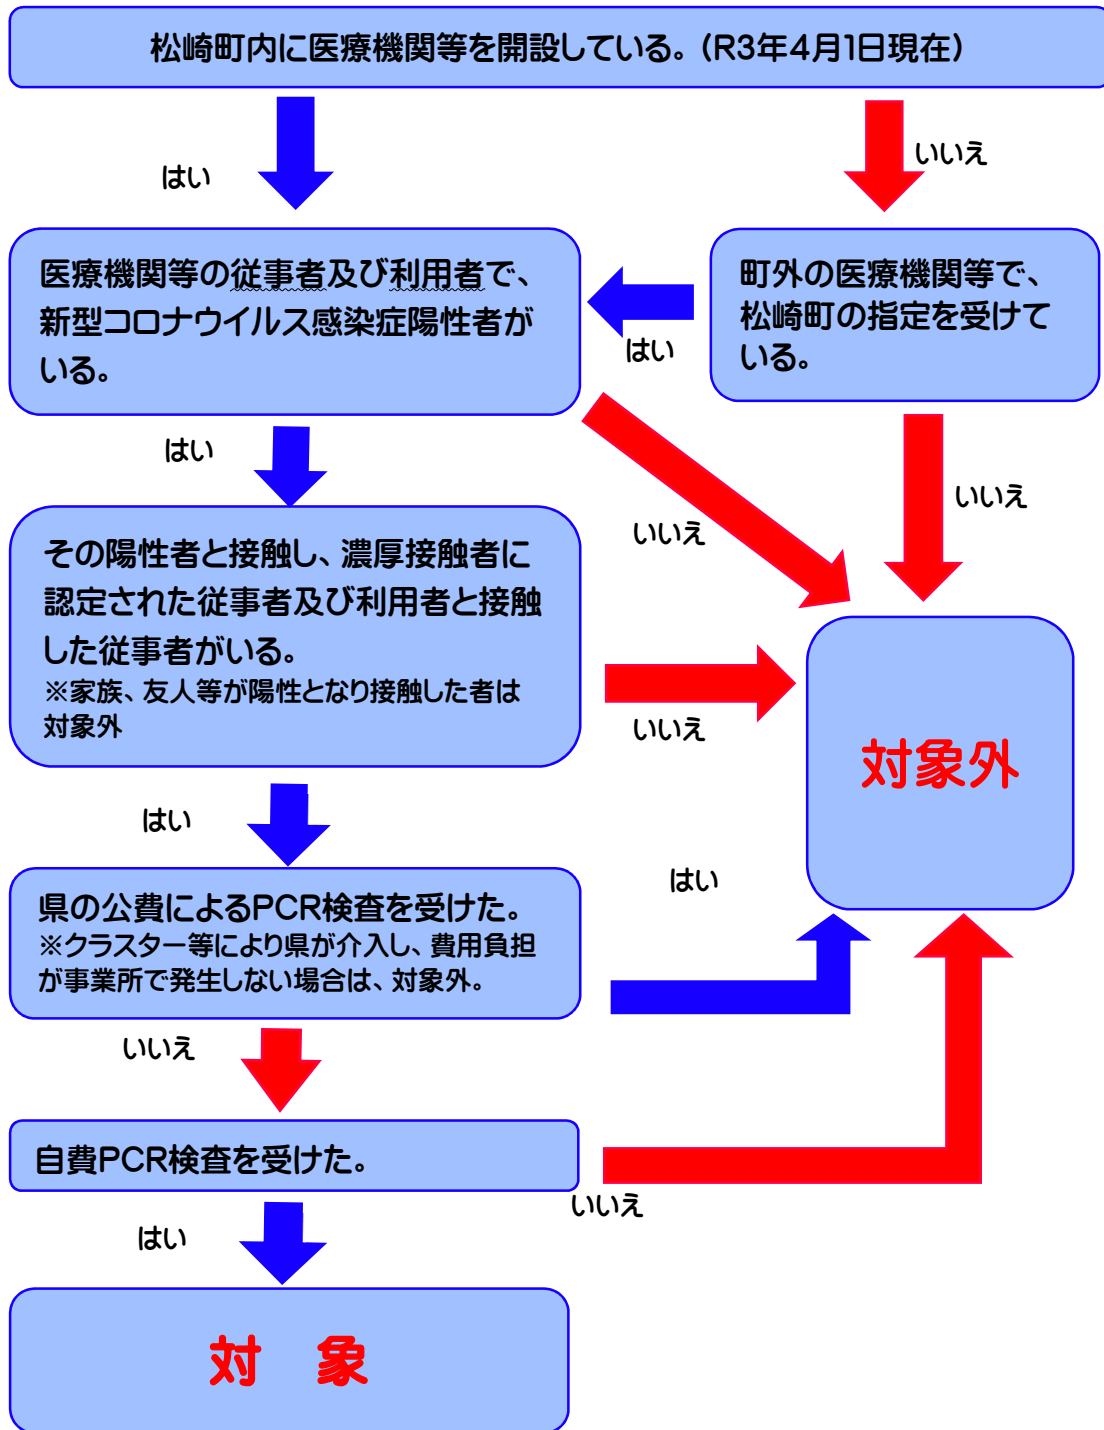 松崎町内に医療機関等を開設している。(R3年4月1日現在)
はい
いいえ
医療機関等の従事者及び利用者で、
新型コロナウイルス感染症陽性者が
いる。
町外の医療機関等で、
松崎町の指定を受けて
いる。
はい
はい
いいえ
いいえ
その陽性者と接触し、濃厚接触者に
認定された従事者及び利用者と接触
した従事者がいる。
※家族、友人等が陽性となり接触した者は
対象外
いいえ
対象外
はい
はい
県の公費によるPCR検査を受けた。
※クラスター等により県が介入し、費用負担
が事業所で発生しない場合は、対象外。
いいえ
自費PCR検査を受けた。
いいえ
はい
対　象